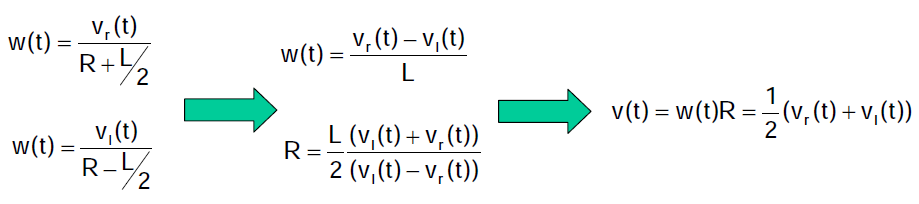 w(t) = v_r(t) / (R + L/2)
w(t) = v_l(t) / (R − L/2)
w(t) = (v_r(t) − v_l(t)) / L
R = L/2 (v_l(t) + v_r(t)) / (v_l(t) − v_r(t))
v(t) = w(t)R = 1/2 (v_r(t) + v_l(t))